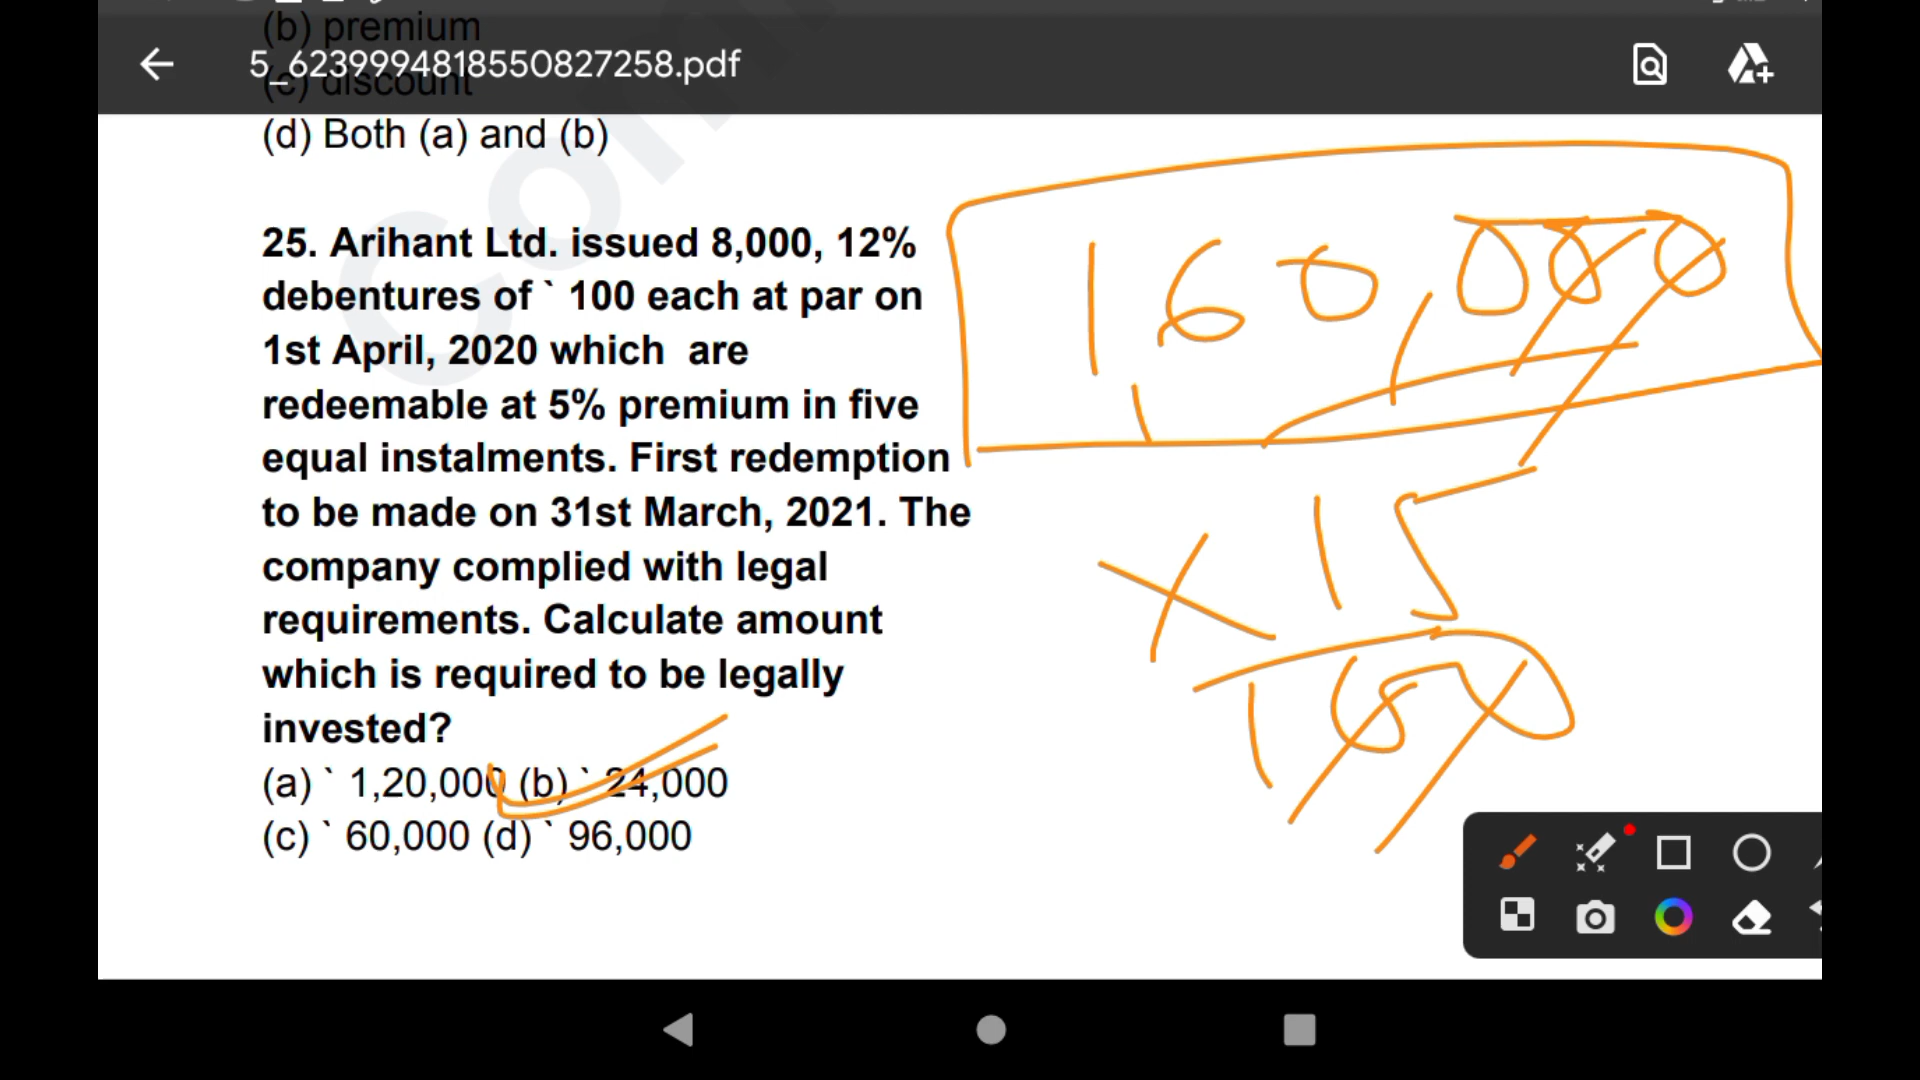 (b) premium
5_6239994818550827258.pdf
(c) discount
(d) Both (a) and (b)
25. Arihant Ltd. issued 8,000, 12%
debentures of ` 100 each at par on
1st April, 2020 which are
redeemable at 5% premium in five
equal instalments. First redemption
to be made on 31st March, 2021. The
company complied with legal
requirements. Calculate amount
which is required to be legally
invested?
(a) ` 1,20,000 (b) ` 24,000
(c) ` 60,000 (d) ` 96,000
Com
160,000
x 15
100